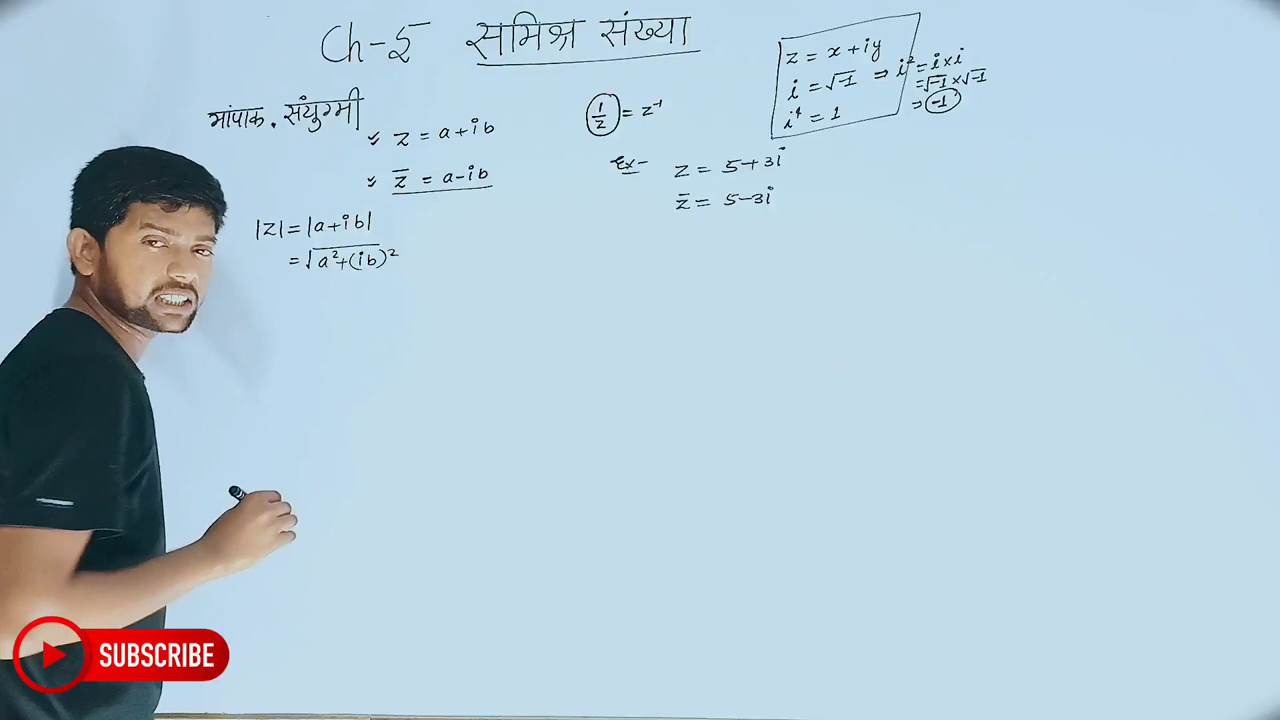 Ch-5 समिश्र संख्या
z = x+iy
i = √-1 ⇒ i² = i×i
= √-1 × √-1
⇒ -1
i⁴ = 1
मांपाक. संयुग्मी
z = a+ib
z̄ = a-ib
1/z = z⁻¹
Ex- z = 5+3i
z̄ = 5-3i
|z| = |a+ib|
= √a²+(ib)²
SUBSCRIBE